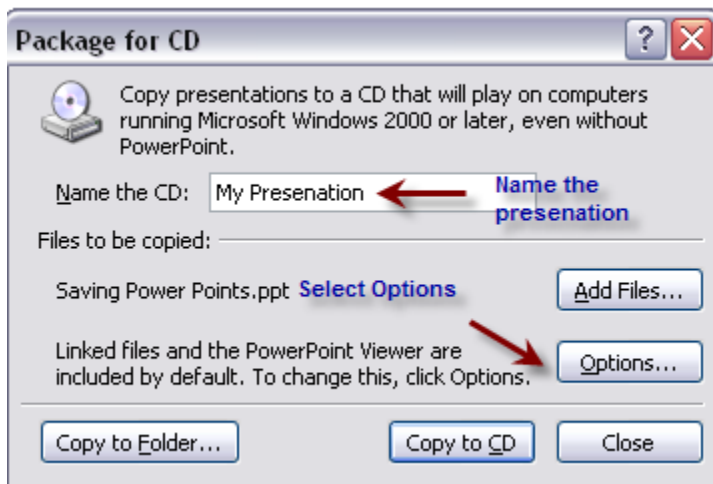 Package for CD
Copy presentations to a CD that will play on computers
running Microsoft Windows 2000 or later, even without
PowerPoint.
Name the CD: My Presenation Name the
presenation
Files to be copied:
Saving Power Points.ppt Select Options Add Files...
Linked files and the PowerPoint Viewer are
included by default. To change this, click Options. Options...
Copy to Folder... Copy to CD Close